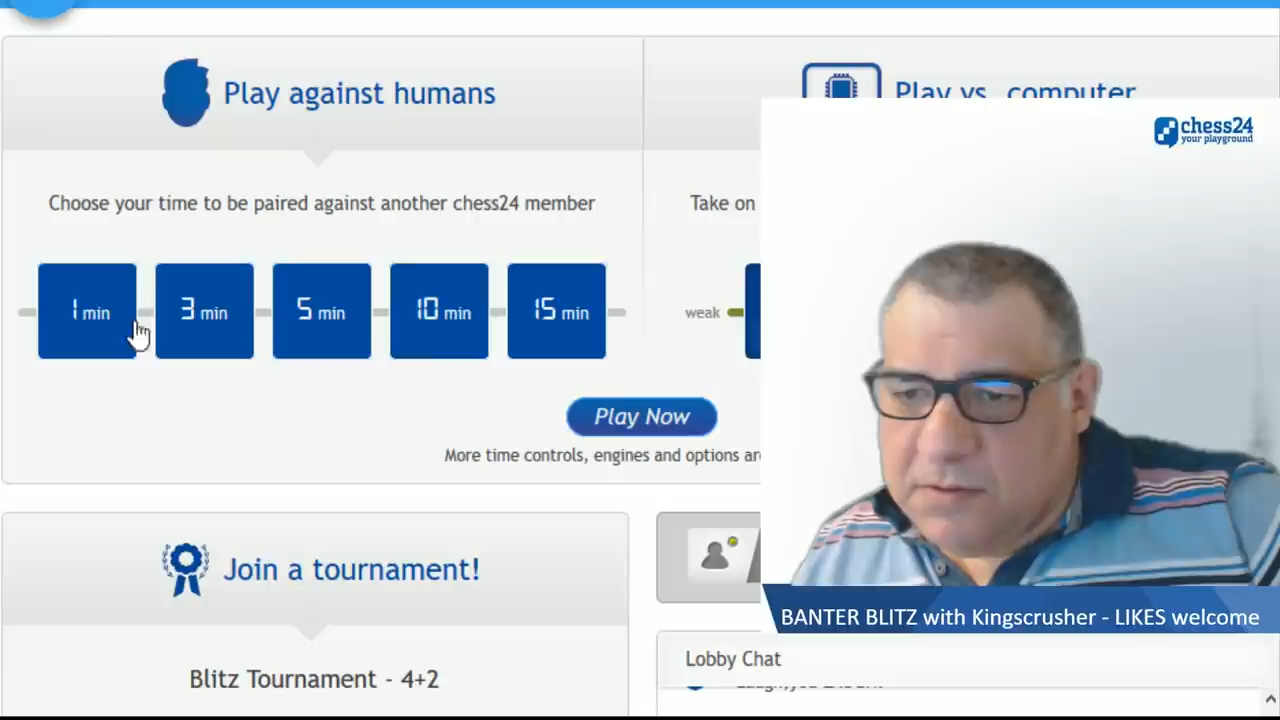 Play against humans
Play vs. computer
chess24
your playground
Choose your time to be paired against another chess24 member
Take on
1 min
3 min
5 min
10 min
15 min
weak
Play Now
More time controls, engines and options
Join a tournament!
BANTER BLITZ with Kingscrusher - LIKES welcome
Lobby Chat
Blitz Tournament - 4+2